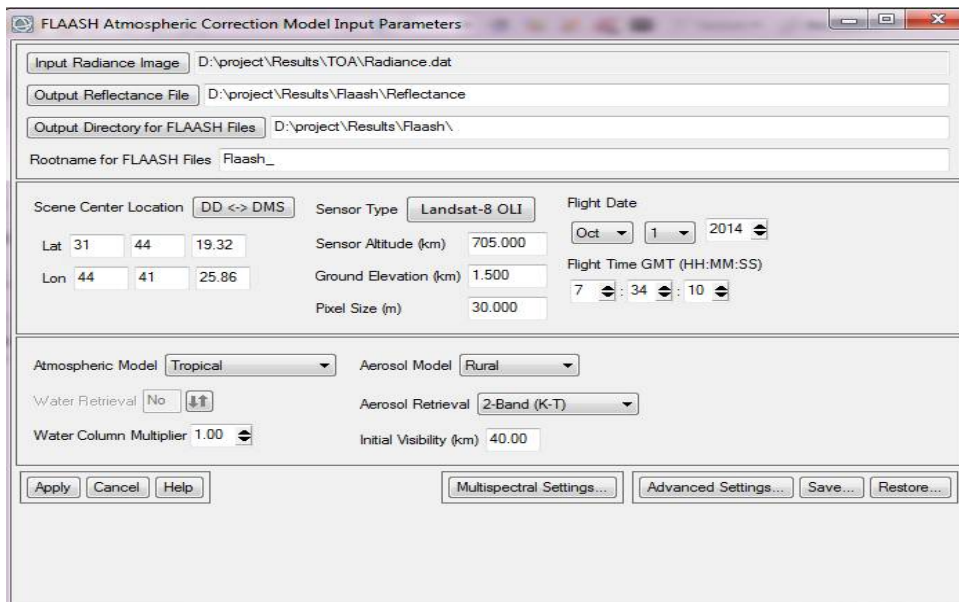 FLAASH Atmospheric Correction Model Input Parameters
Input Radiance Image D:\project\Results\TOA\Radiance.dat
Output Reflectance File D:\project\Results\Flaash\Reflectance
Output Directory for FLAASH Files D:\project\Results\Flaash\
Rootname for FLAASH Files Flaash_
Scene Center Location DD <-> DMS
Lat 31 44 19.32
Lon 44 41 25.86
Sensor Type Landsat-8 OLI
Sensor Altitude (km) 705.000
Ground Elevation (km) 1.500
Pixel Size (m) 30.000
Flight Date
Oct 1 2014
Flight Time GMT (HH:MM:SS)
7 : 34 : 10
Atmospheric Model Tropical
Water Retrieval No
Water Column Multiplier 1.00
Aerosol Model Rural
Aerosol Retrieval 2-Band (K-T)
Initial Visibility (km) 40.00
Apply Cancel Help Multispectral Settings... Advanced Settings... Save... Restore...